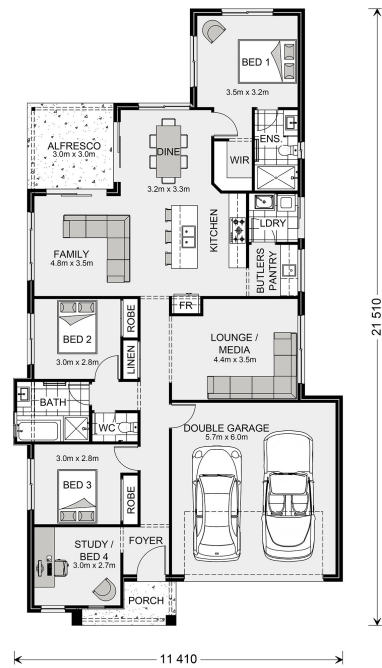 BED 1
3.5m x 3.2m
ALFRESCO
3.0m x 3.0m
DINE
3.2m x 3.3m
ENS.
WIR
KITCHEN
LDRY
FAMILY
4.8m x 3.5m
BUTLERS
PANTRY
FR
ROBE
BED 2
3.0m x 2.8m
LINEN
LOUNGE /
MEDIA
4.4m x 3.5m
BATH
WC
DOUBLE GARAGE
5.7m x 6.0m
3.0m x 2.8m
BED 3
ROBE
STUDY /
BED 4
3.0m x 2.7m
FOYER
PORCH
21 510
11 410